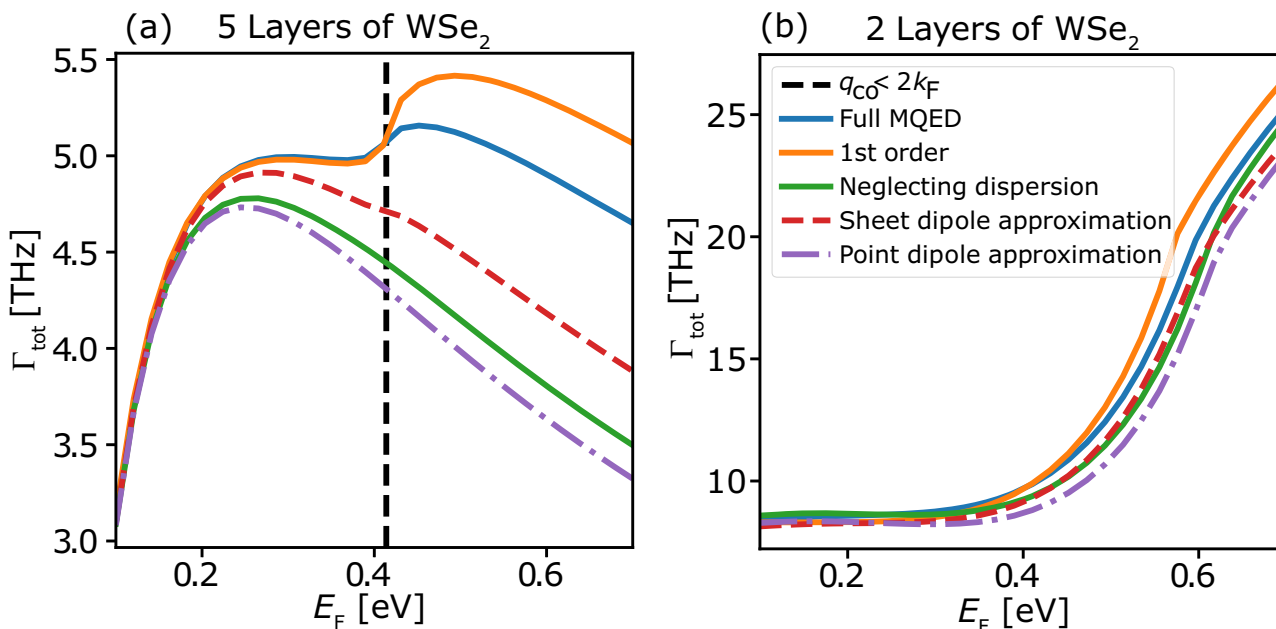 (a) 5 Layers of WSe₂
5.5
5.0
4.5
4.0
3.5
3.0
Γtot [THz]
0.2 0.4 0.6
EF [eV]
(b) 2 Layers of WSe₂
25
20
15
10
Γtot [THz]
qco< 2kF
Full MQED
1st order
Neglecting dispersion
Sheet dipole approximation
Point dipole approximation
0.2 0.4 0.6
EF [eV]